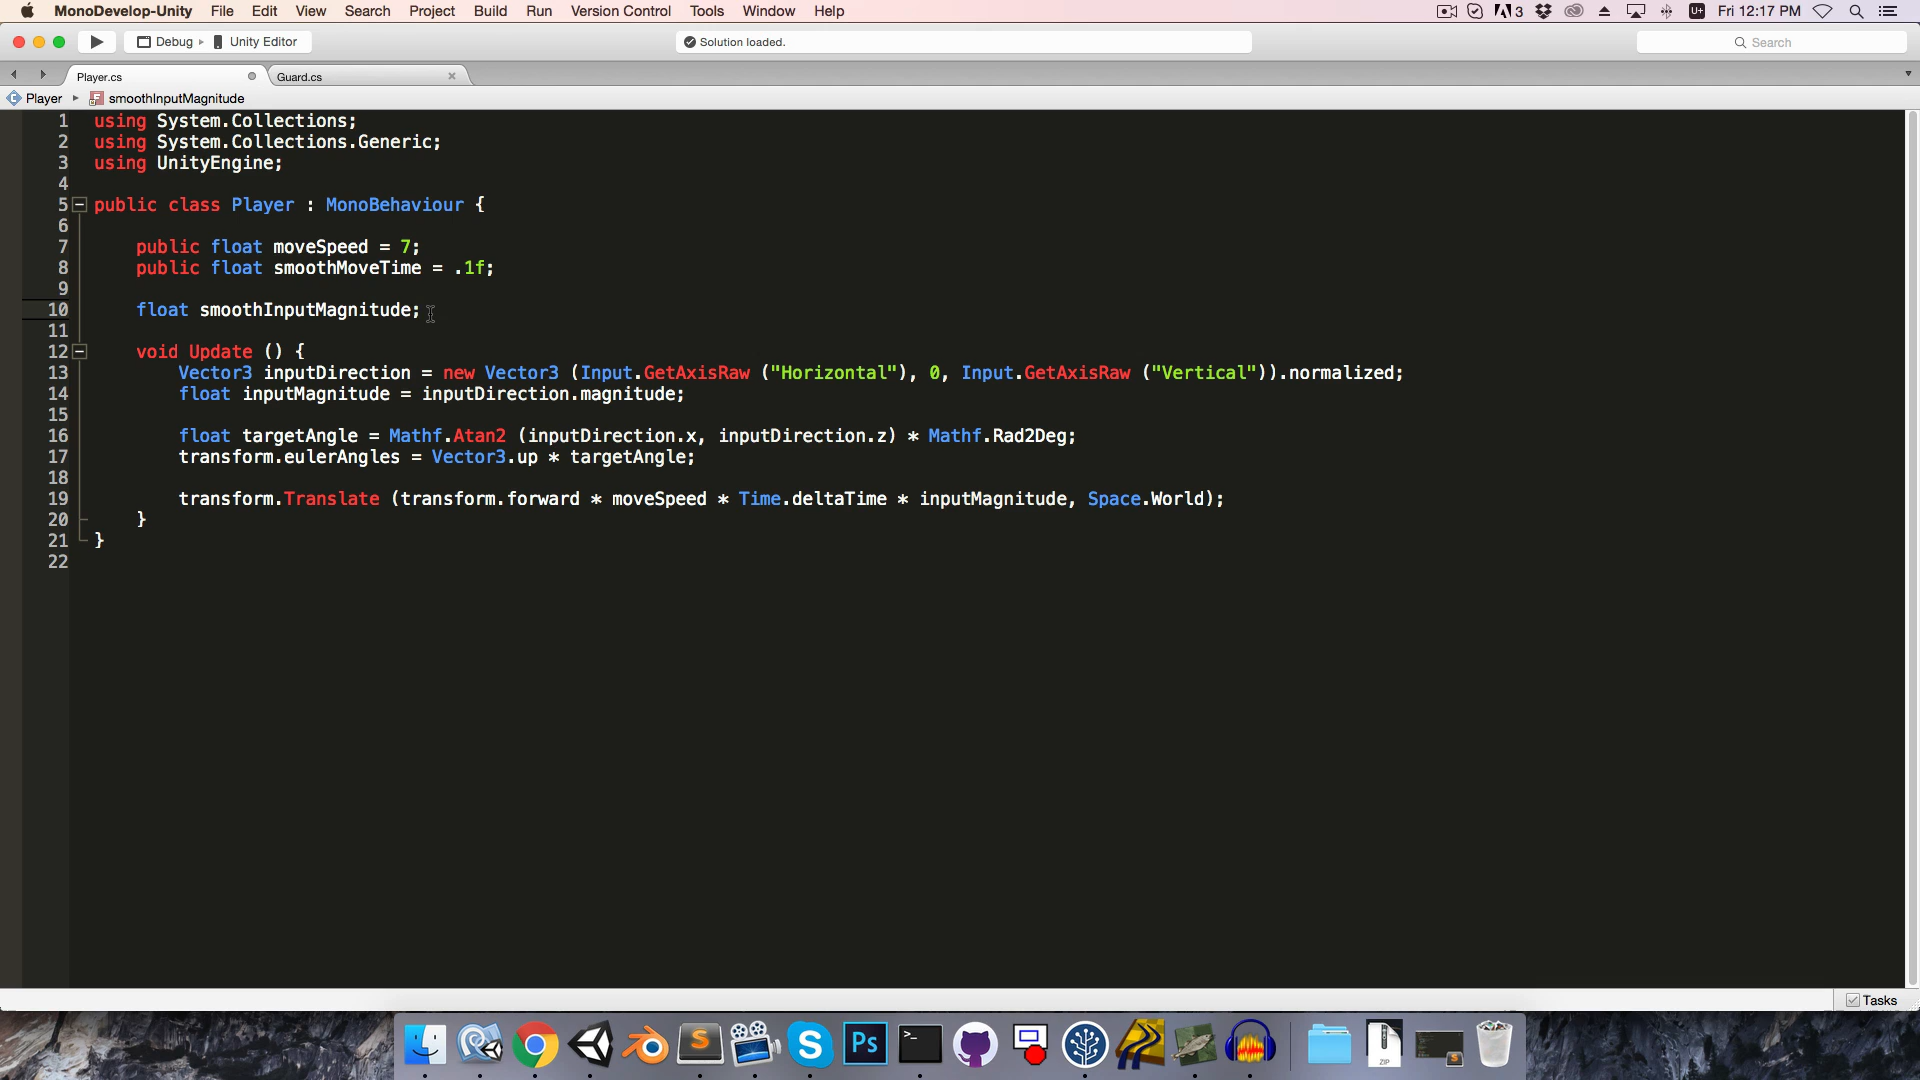 MonoDevelop-Unity File Edit View Search Project Build Run Version Control Tools Window Help 3 U+ Fri 12:17 PM
Debug Unity Editor Solution loaded. Search
Player.cs Guard.cs
Player smoothInputMagnitude
1 using System.Collections;
2 using System.Collections.Generic;
3 using UnityEngine;
4
5 public class Player : MonoBehaviour {
6
7 public float moveSpeed = 7;
8 public float smoothMoveTime = .1f;
9
10 float smoothInputMagnitude;
11
12 void Update () {
13 Vector3 inputDirection = new Vector3 (Input.GetAxisRaw ("Horizontal"), 0, Input.GetAxisRaw ("Vertical")).normalized;
14 float inputMagnitude = inputDirection.magnitude;
15
16 float targetAngle = Mathf.Atan2 (inputDirection.x, inputDirection.z) * Mathf.Rad2Deg;
17 transform.eulerAngles = Vector3.up * targetAngle;
18
19 transform.Translate (transform.forward * moveSpeed * Time.deltaTime * inputMagnitude, Space.World);
20 }
21 }
22
Tasks
S S Ps >_ ZIP S